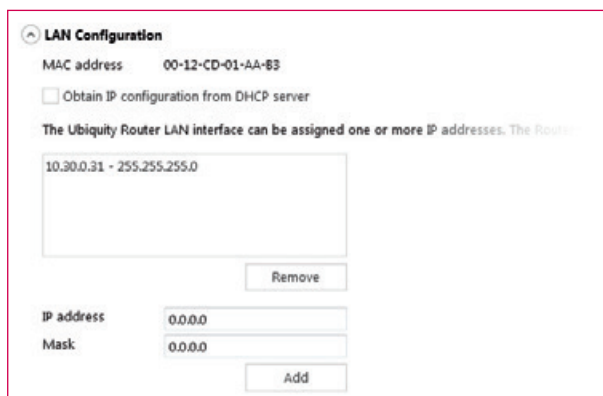 LAN Configuration
MAC address 00-12-CD-01-AA-B3
Obtain IP configuration from DHCP server
The Ubiquity Router LAN interface can be assigned one or more IP addresses. The Router
10.30.0.31 - 255.255.255.0
Remove
IP address 0.0.0.0
Mask 0.0.0.0
Add